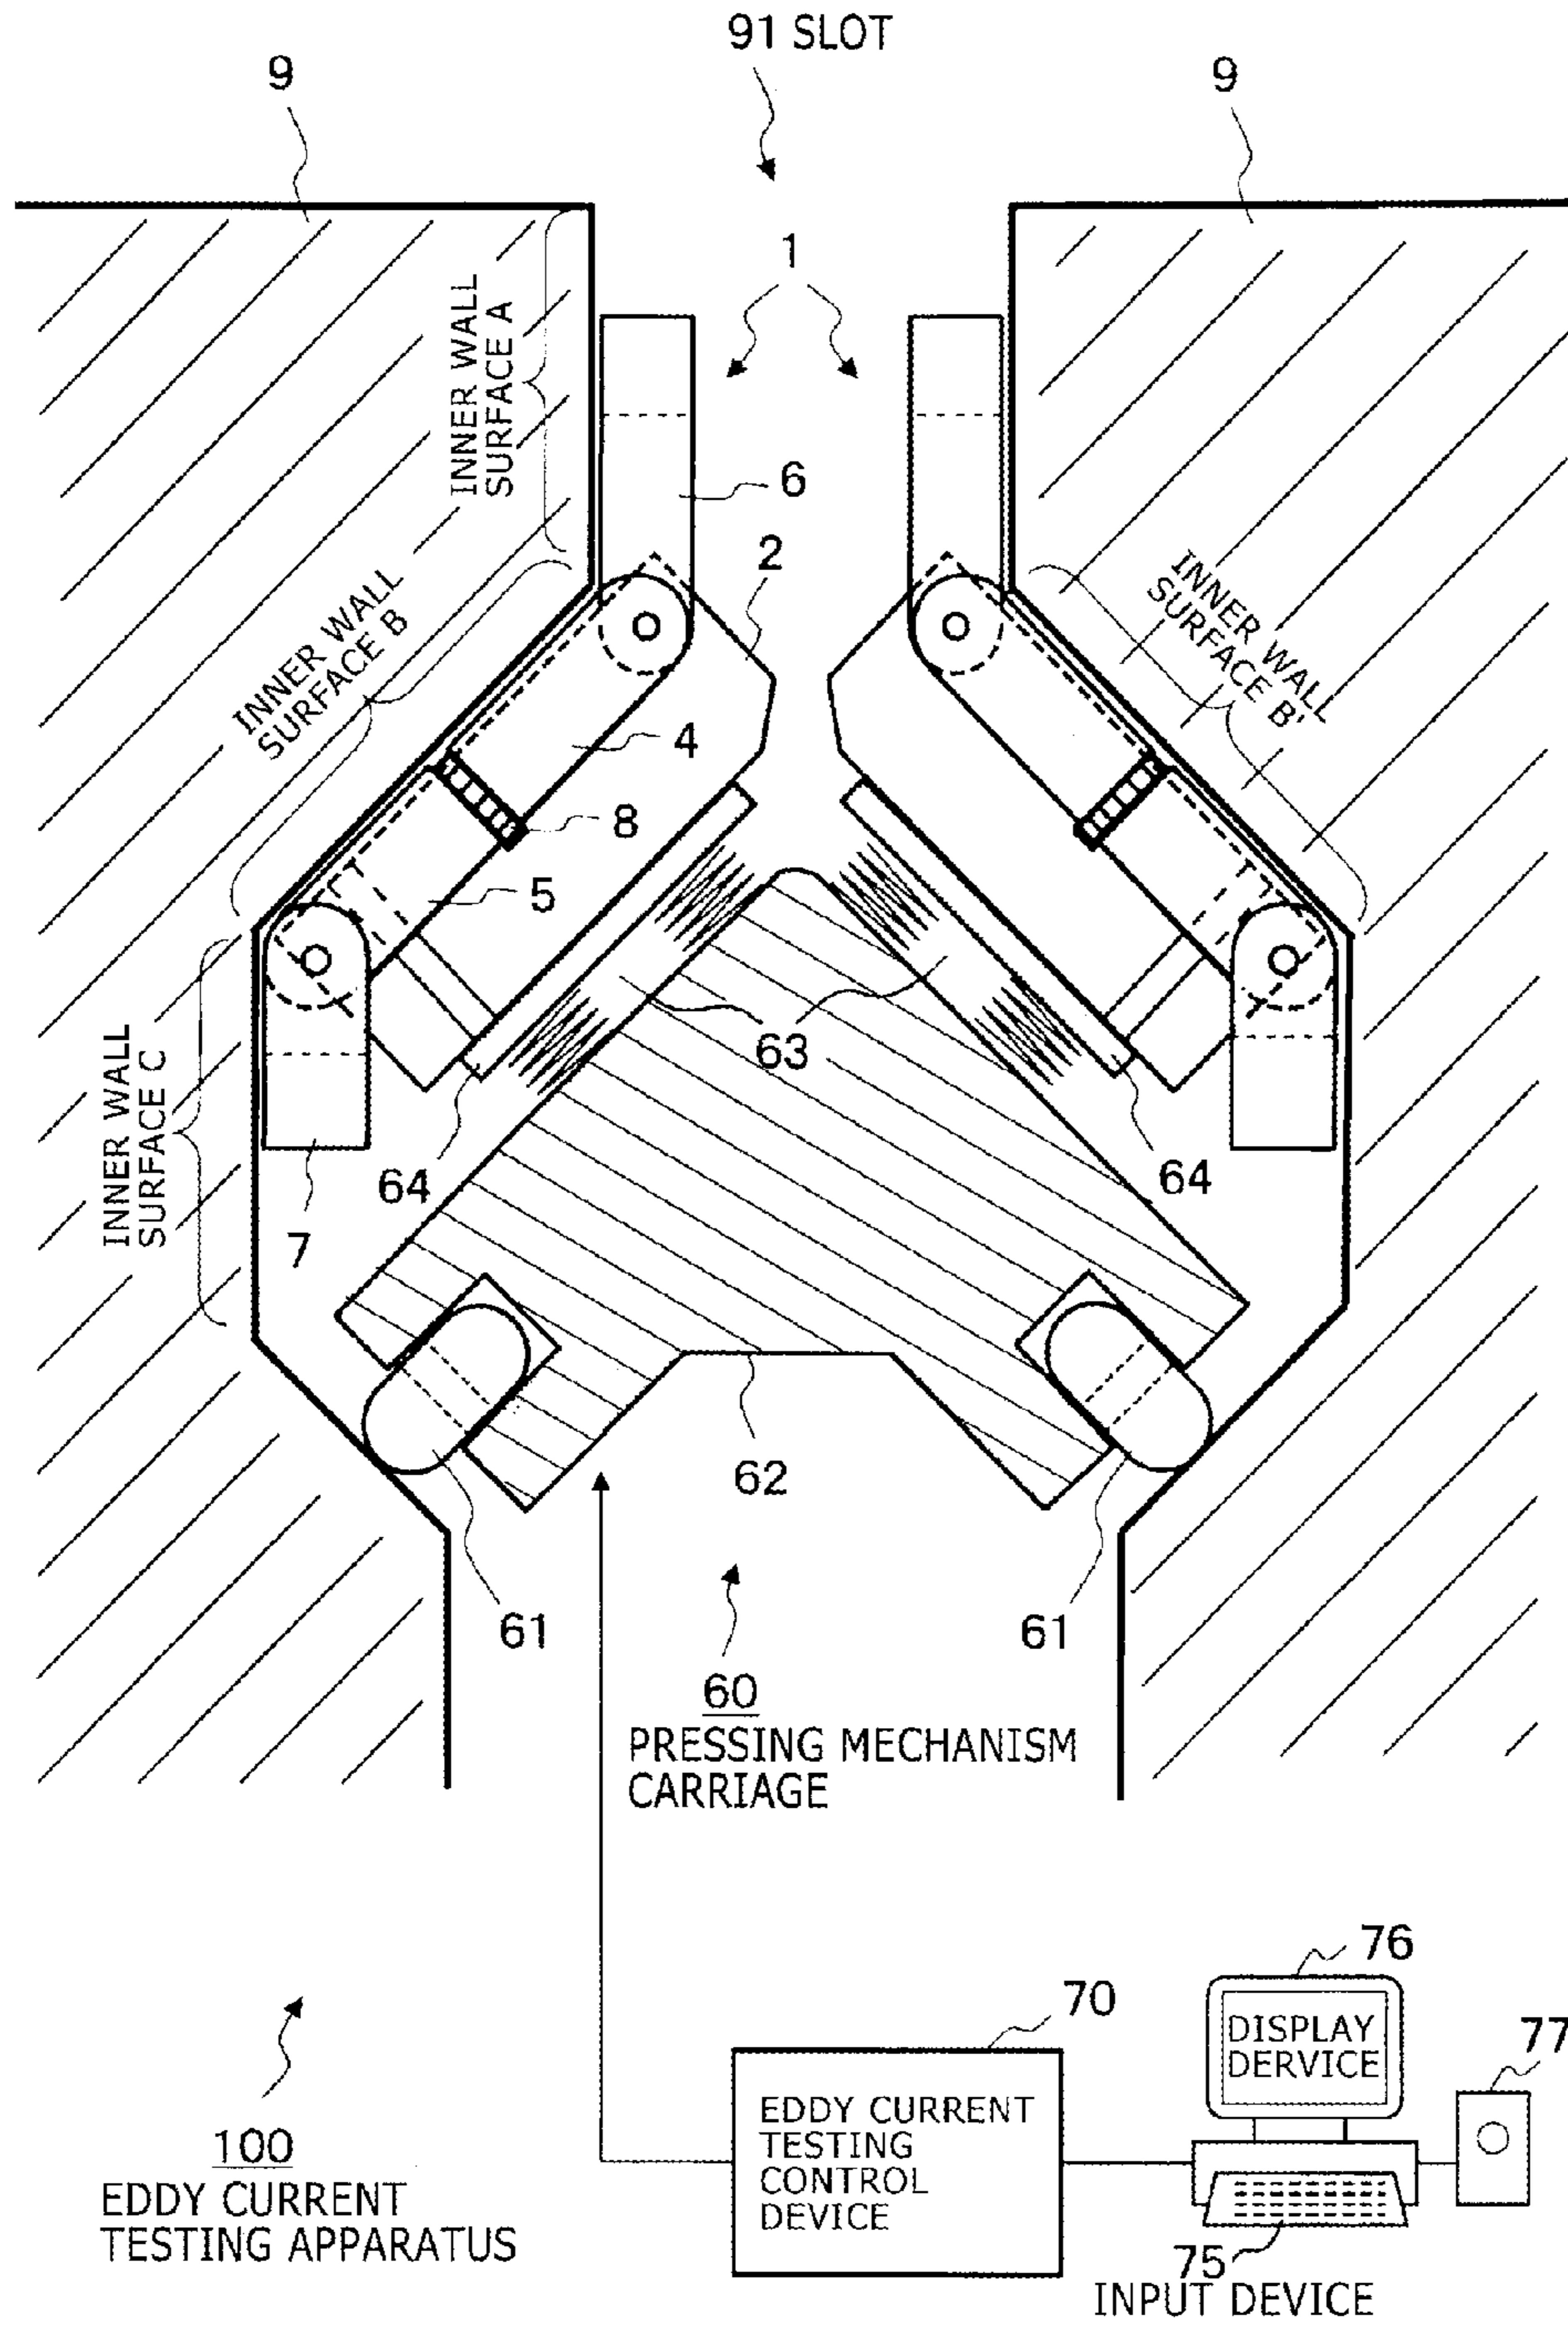 91 SLOT
9
9
1
INNER WALL
SURFACE A
6
2
INNER WALL
SURFACE B
INNER WALL
SURFACE B'
4
8
5
63
INNER WALL
SURFACE C
64
64
7
62
61
61
60
PRESSING MECHANISM
CARRIAGE
76
70
DISPLAY
DERVICE
77
EDDY CURRENT
TESTING
CONTROL
DEVICE
100
EDDY CURRENT
TESTING APPARATUS
75
INPUT DEVICE